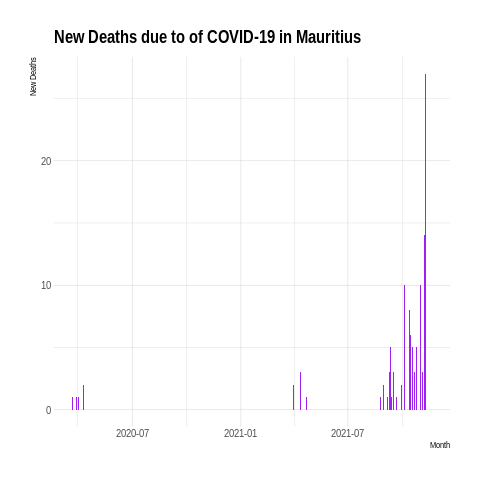 New Deaths due to of COVID-19 in Mauritius
New Deaths
20
10
0
2020-07
2021-01
2021-07
Month